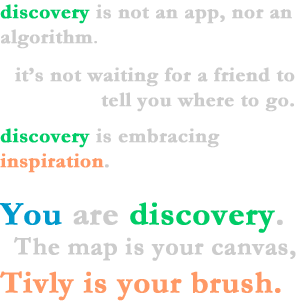 discovery is not an app, nor an
algorithm.
it's not waiting for a friend to
tell you where to go.
discovery is embracing
inspiration.
You are discovery.
The map is your canvas,
Tivly is your brush.